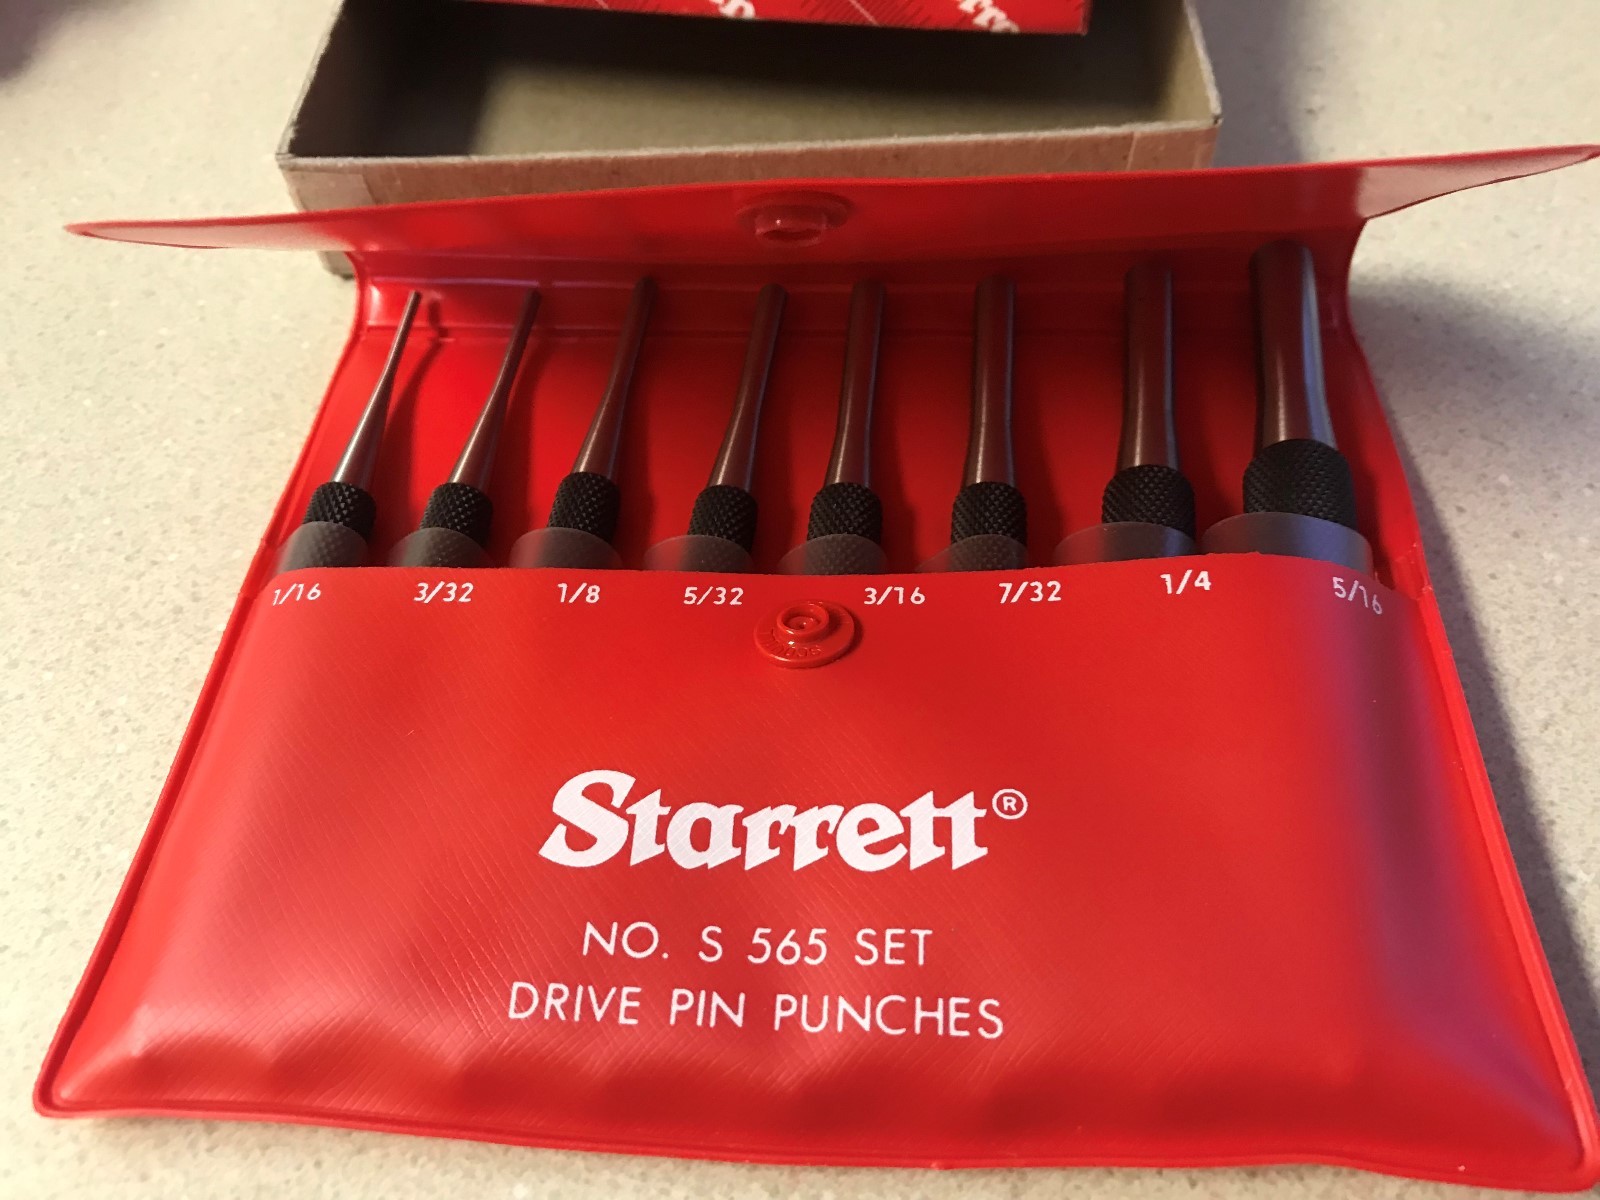 1/16 3/32 1/8 5/32 3/16 7/32 1/4 5/16
Starrett®
NO. S 565 SET
DRIVE PIN PUNCHES